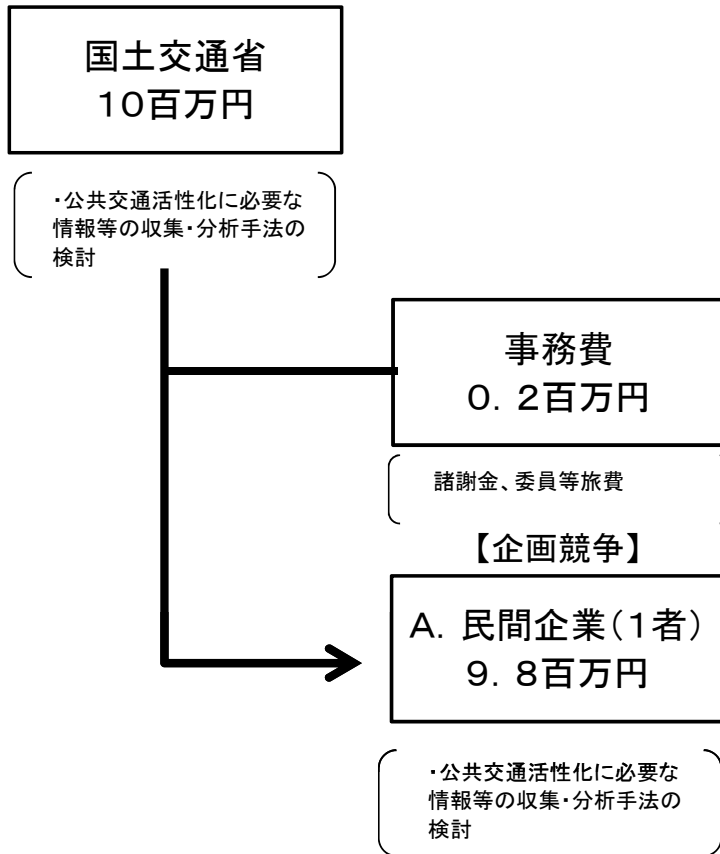 国土交通省
10百万円
・公共交通活性化に必要な
情報等の収集・分析手法の
検討
事務費
0．2百万円
諸謝金、委員等旅費
【企画競争】
A．民間企業(1者)
9．8百万円
・公共交通活性化に必要な
情報等の収集・分析手法の
検討